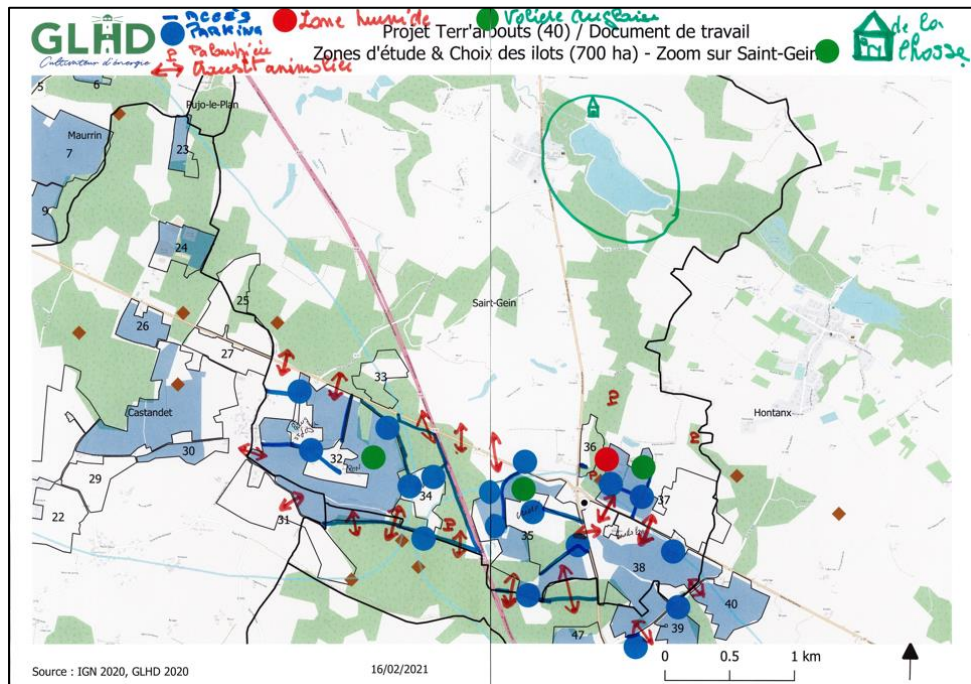 GLHD
Cultivateur d'énergie
ACCÈS
PARKING
Zone humide
Volière anglaise
Palombière
Transit animalier
Projet Terr'arbouts (40) / Document de travail
Zones d'étude & Choix des ilots (700 ha) - Zoom sur Saint-Gein
de la
chasse
5
6
Pujo-le-Plan
Maurrin
7
23
9
24
25
Saint-Gein
26
27
33
Castandet
Hontanx
36
30
32
29
34
37
22
31
35
38
40
39
47
0 0.5 1 km
Source : IGN 2020, GLHD 2020
16/02/2021